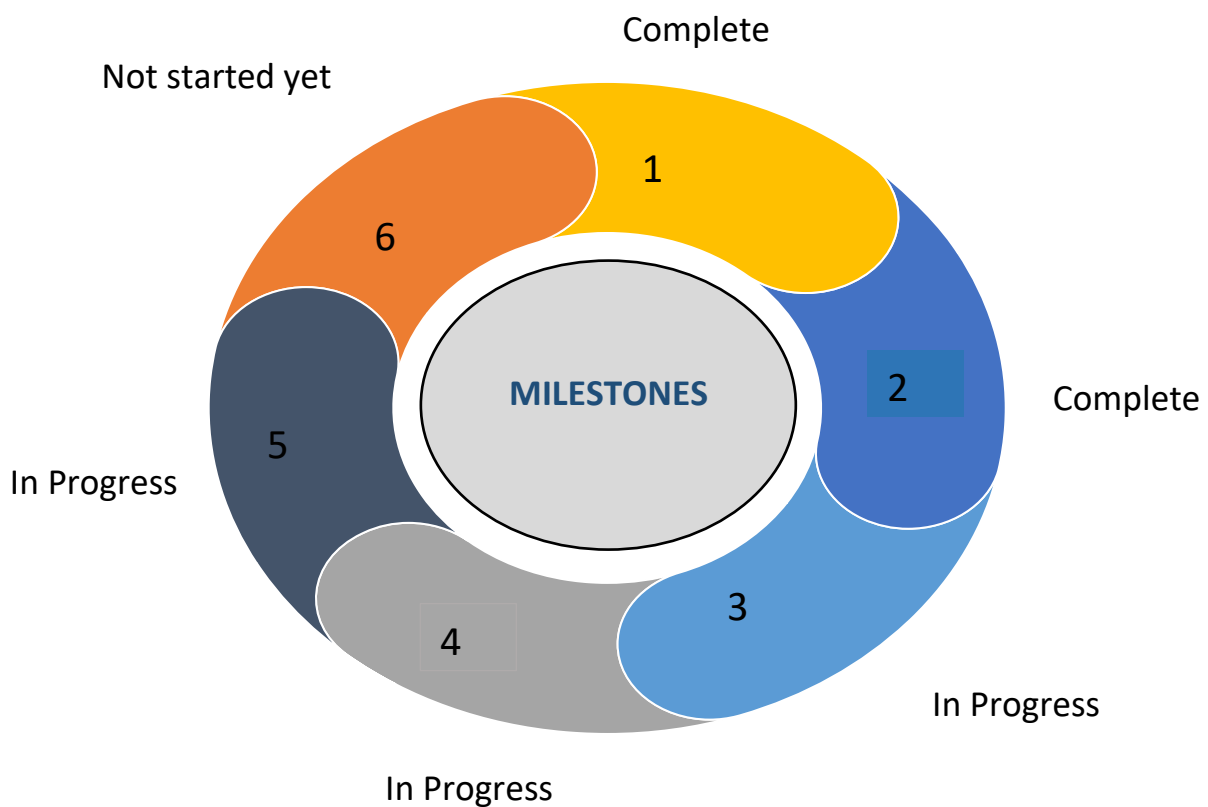 Complete
Not started yet
1
6
MILESTONES
2
Complete
5
In Progress
3
4
In Progress
In Progress